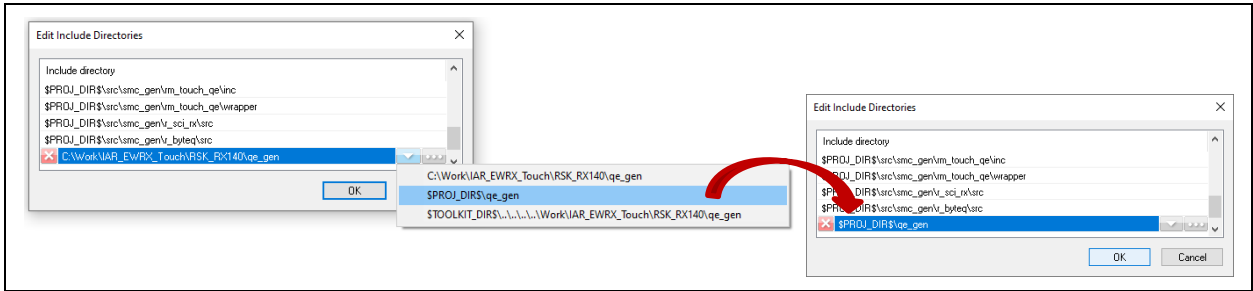 Edit Include Directories
Include directory
$PROJ_DIR$\src\smc_gen\rm_touch_qe\inc
$PROJ_DIR$\src\smc_gen\rm_touch_qe\wrapper
$PROJ_DIR$\src\smc_gen\r_sci_rx\src
$PROJ_DIR$\src\smc_gen\r_byteq\src
C:\Work\IAR_EWRX_Touch\RSK_RX140\qe_gen
OK
C:\Work\IAR_EWRX_Touch\RSK_RX140\qe_gen
$PROJ_DIR$\qe_gen
$TOOLKIT_DIR$\..\..\..\..\Work\IAR_EWRX_Touch\RSK_RX140\qe_gen
Edit Include Directories
Include directory
$PROJ_DIR$\src\smc_gen\rm_touch_qe\inc
$PROJ_DIR$\src\smc_gen\rm_touch_qe\wrapper
$PROJ_DIR$\src\smc_gen\r_sci_rx\src
$PROJ_DIR$\src\smc_gen\r_byteq\src
$PROJ_DIR$\qe_gen
OK Cancel